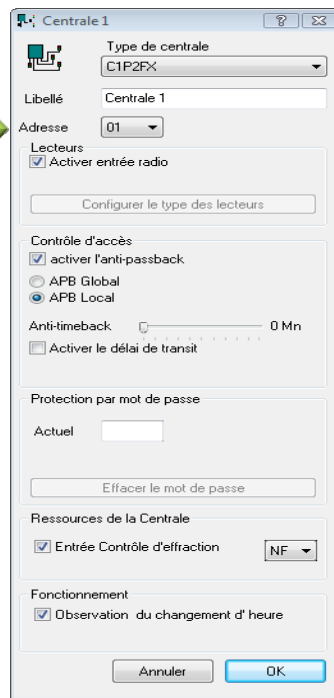 Centrale 1
Type de centrale
C1P2FX
Libellé Centrale 1
Adresse 01
Lecteurs
Activer entrée radio
Configurer le type des lecteurs
Contrôle d'accès
activer l'anti-passback
APB Global
APB Local
Anti-timeback 0 Mn
Activer le délai de transit
Protection par mot de passe
Actuel
Effacer le mot de passe
Ressources de la Centrale
Entrée Contrôle d'effraction NF
Fonctionnement
Observation du changement d' heure
Annuler OK